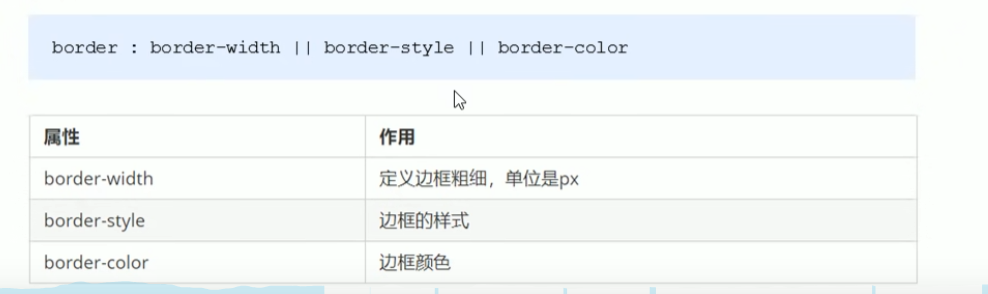 border : border-width || border-style || border-color
属性 作用
border-width 定义边框粗细，单位是px
border-style 边框的样式
border-color 边框颜色